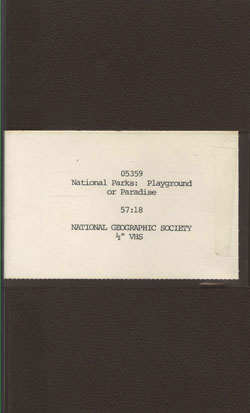 05359
National Parks: Playground
or Paradise
57:18
NATIONAL GEOGRAPHIC SOCIETY
½" VHS